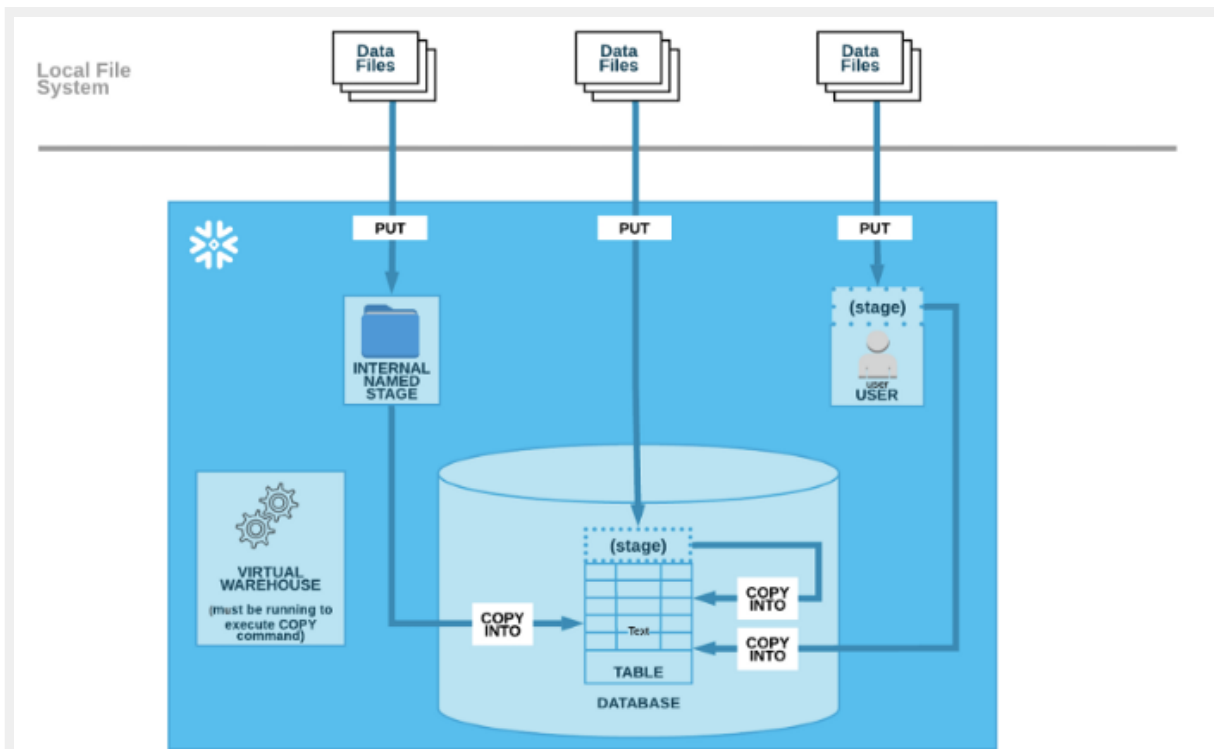 Data
Files
Data
Files
Data
Files
Local File
System
PUT
PUT
PUT
(stage)
INTERNAL
NAMED
STAGE
user
USER
VIRTUAL
WAREHOUSE
(must be running to
execute COPY
command)
(stage)
COPY
INTO
COPY
INTO
Text
COPY
INTO
TABLE
DATABASE